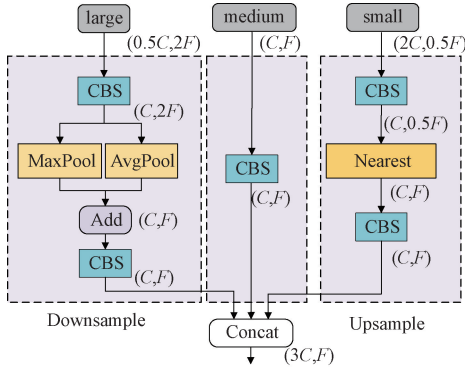 large
medium
small
(0.5C,2F)
(C,F)
(2C,0.5F)
CBS
CBS
(C,2F)
(C,0.5F)
MaxPool
AvgPool
CBS
Nearest
(C,F)
Add
(C,F)
CBS
CBS
(C,F)
(C,F)
(C,F)
Downsample
Concat
Upsample
(3C,F)